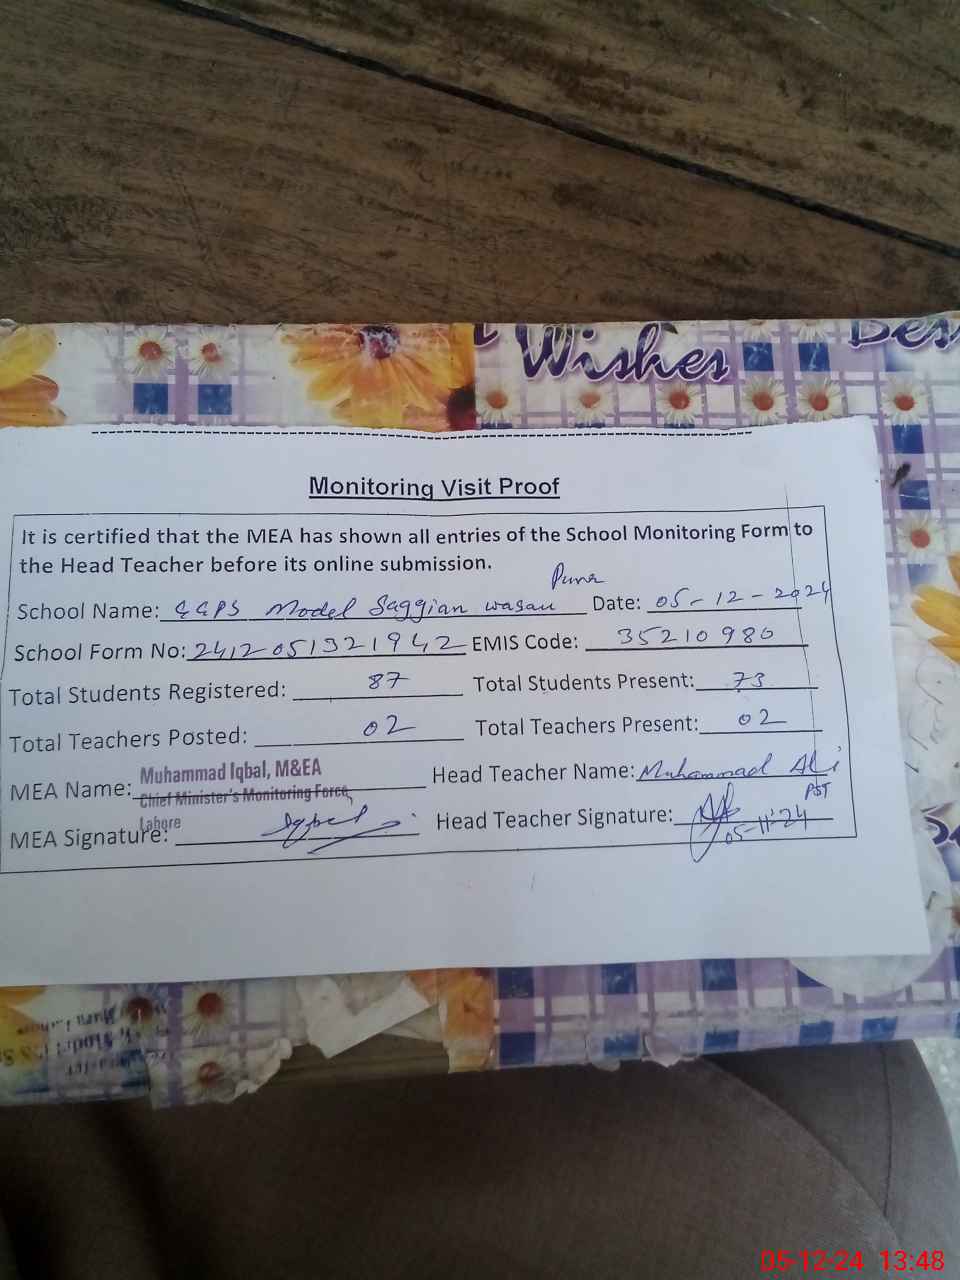 Wishes
Bes
Monitoring Visit Proof
It is certified that the MEA has shown all entries of the School Monitoring Form to
the Head Teacher before its online submission.
School Name: GGPS Model Saggian wasan Pura Date: 05-12-2024
School Form No: 2412051321942 EMIS Code: 35210980
Total Students Registered: 87 Total Students Present: 73
Total Teachers Posted: 02 Total Teachers Present: 02
MEA Name: Muhammad Iqbal, M&EA Head Teacher Name: Muhammad Ali
Chief Minister's Monitoring Force,
Lahore
PST
MEA Signature: Iqbal Head Teacher Signature:
05-11-24
05-12-24 13:48